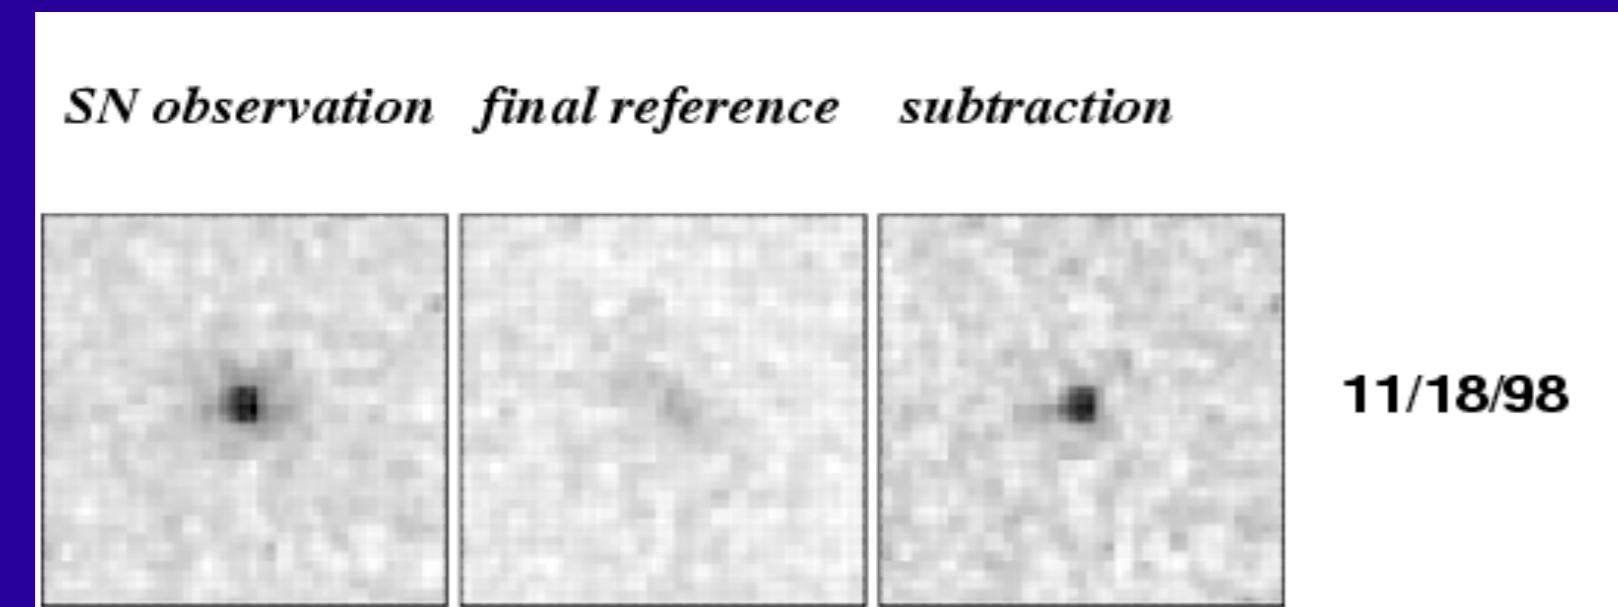 SN observation final reference subtraction
11/18/98